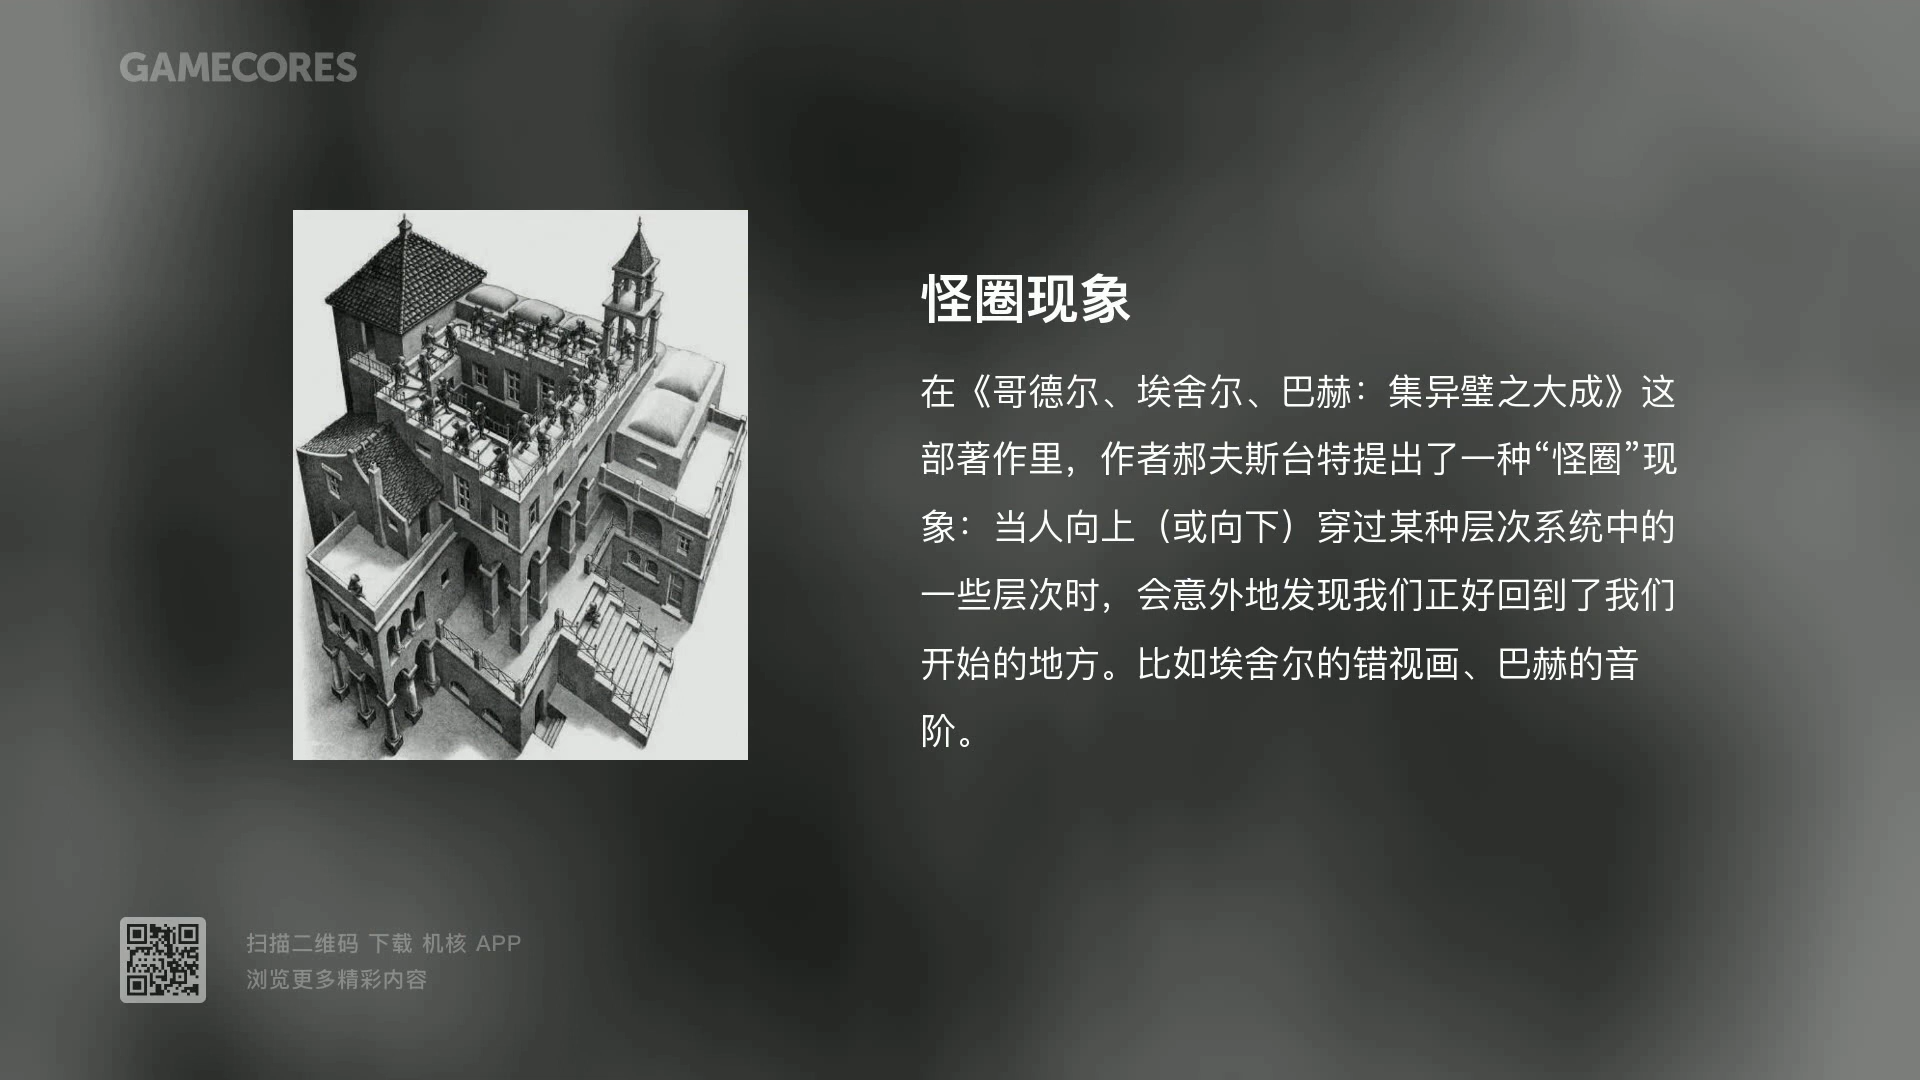 GAMECORES
怪圈现象
在《哥德尔、埃舍尔、巴赫：集异璧之大成》这
部著作里，作者郝夫斯台特提出了一种“怪圈”现
象：当人向上（或向下）穿过某种层次系统中的
一些层次时，会意外地发现我们正好回到了我们
开始的地方。比如埃舍尔的错视画、巴赫的音
阶。
扫描二维码 下载 机核 APP
浏览更多精彩内容